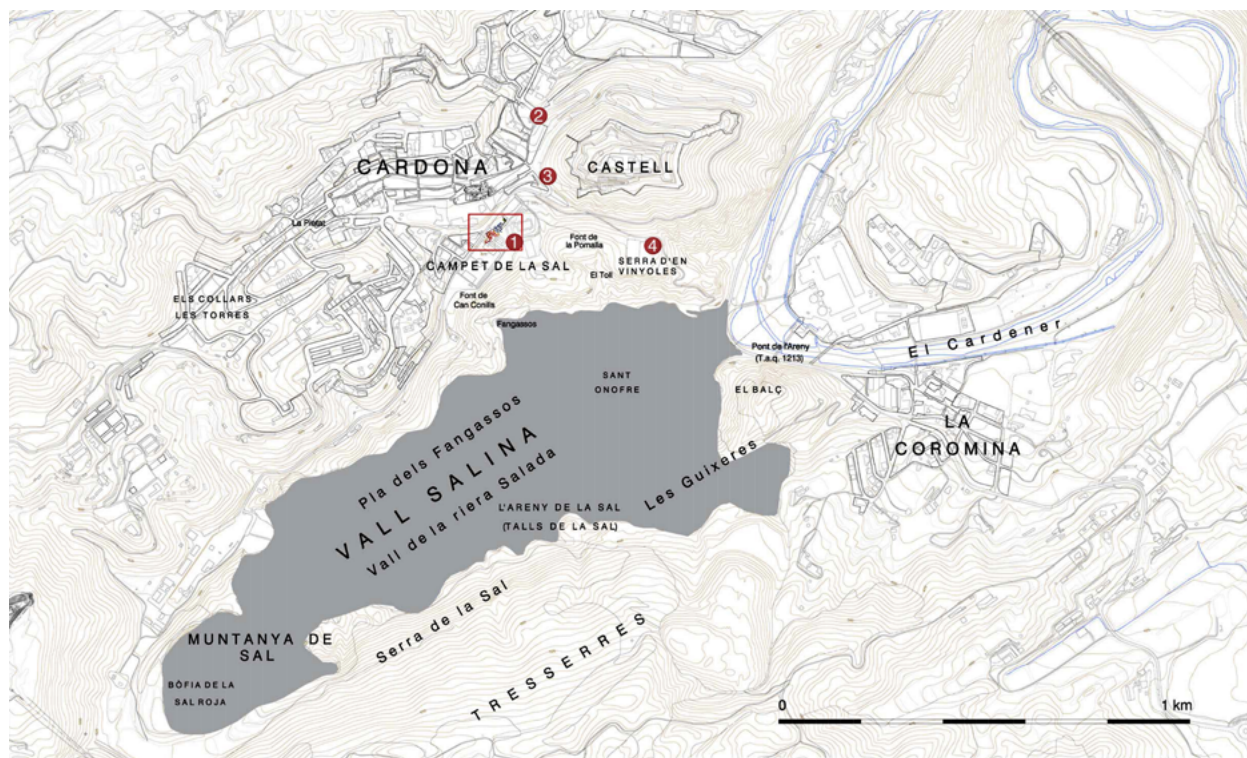 2
CARDONA
CASTELL
3
La Pietat
1
Font de
la Pornalla
4
CAMPET DE LA SAL
SERRA D'EN
VINYOLES
El Toll
ELS COLLARS
LES TORRES
Font de
Can Conills
Fangassos
El Cardener
Pont de l'Areny
(T.a.q. 1213)
SANT
ONOFRE
EL BALÇ
LA
COROMINA
Pla dels Fangassos
VALL SALINA
Vall de la riera Salada
Les Guixeres
L'ARENY DE LA SAL
(TALLS DE LA SAL)
Serra de la Sal
TRESSERRES
MUNTANYA DE
SAL
BÒFIA DE LA
SAL ROJA
0
1 km